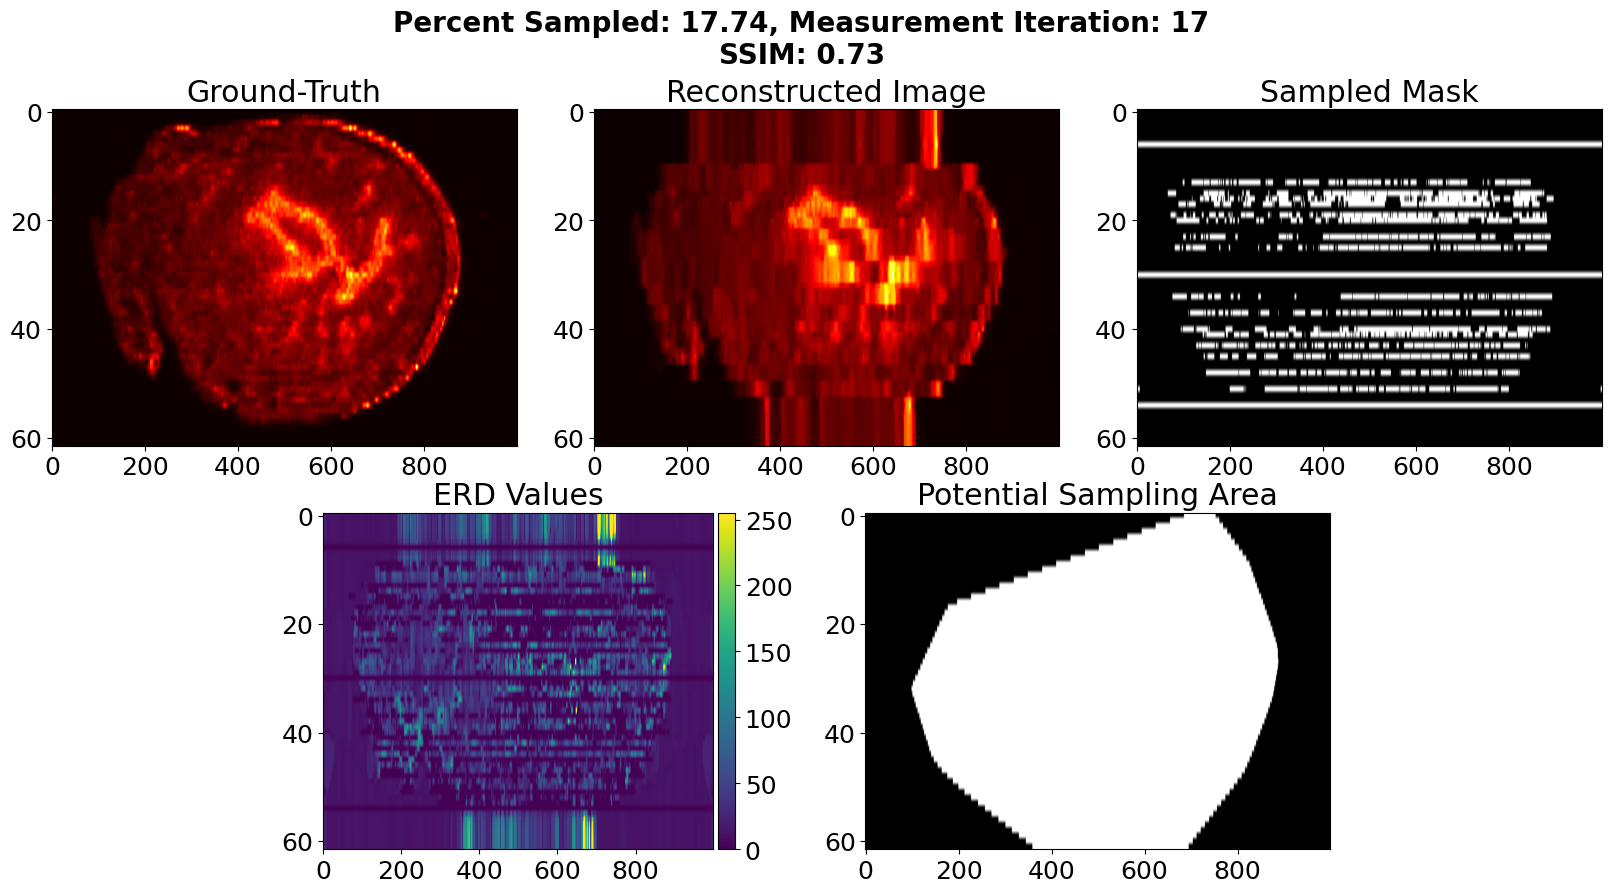 Percent Sampled: 17.74, Measurement Iteration: 17
SSIM: 0.73
Ground-Truth
0
20
40
60
0 200 400 600 800
Reconstructed Image
0
20
40
60
0 200 400 600 800
Sampled Mask
0
20
40
60
0 200 400 600 800
ERD Values
0
20
40
60
0 200 400 600 800
250
200
150
100
50
0
Potential Sampling Area
0
20
40
60
0 200 400 600 800